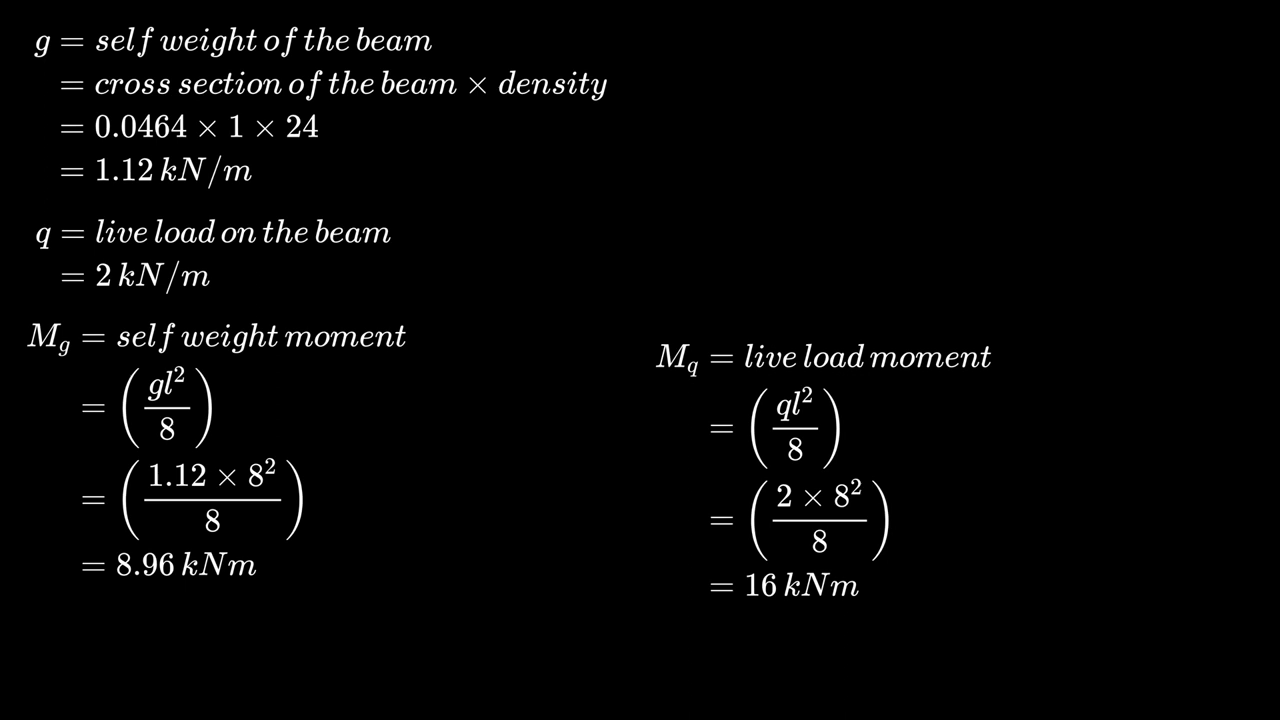 g = self weight of the beam
= cross section of the beam × density
= 0.0464 × 1 × 24
= 1.12 kN/m
q = live load on the beam
= 2 kN/m
M_g = self weight moment
= (gl²/8)
= (1.12 × 8²/8)
= 8.96 kNm
M_q = live load moment
= (ql²/8)
= (2 × 8²/8)
= 16 kNm